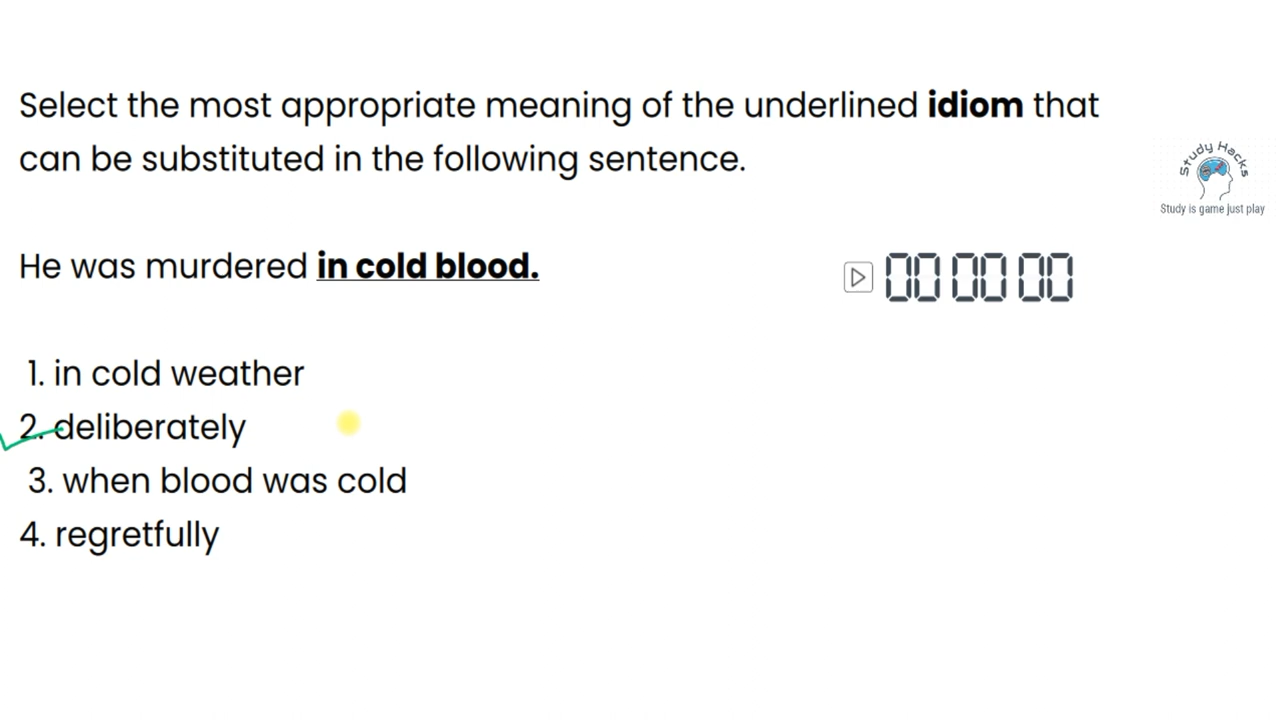 Select the most appropriate meaning of the underlined idiom that
can be substituted in the following sentence.
Study Hacks
Study is game just play
He was murdered in cold blood.
00 00 00
1. in cold weather
2. deliberately
3. when blood was cold
4. regretfully